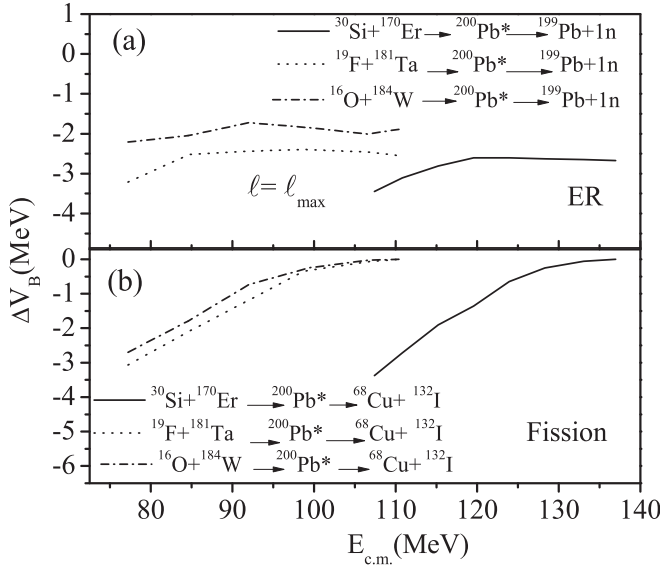 (a)
³⁰Si+¹⁷⁰Er → ²⁰⁰Pb* → ¹⁹⁹Pb+1n
¹⁹F+¹⁸¹Ta → ²⁰⁰Pb* → ¹⁹⁹Pb+1n
¹⁶O+¹⁸⁴W → ²⁰⁰Pb* → ¹⁹⁹Pb+1n
1
0
-1
-2
-3
-4
ℓ= ℓmax
ER
ΔV_B(MeV)
(b)
0
-1
-2
-3
-4
-5
-6
³⁰Si+¹⁷⁰Er → ²⁰⁰Pb* → ⁶⁸Cu+ ¹³²I
¹⁹F+¹⁸¹Ta → ²⁰⁰Pb* → ⁶⁸Cu+ ¹³²I
¹⁶O+¹⁸⁴W → ²⁰⁰Pb* → ⁶⁸Cu+ ¹³²I
Fission
80 90 100 110 120 130 140
E_c.m.(MeV)